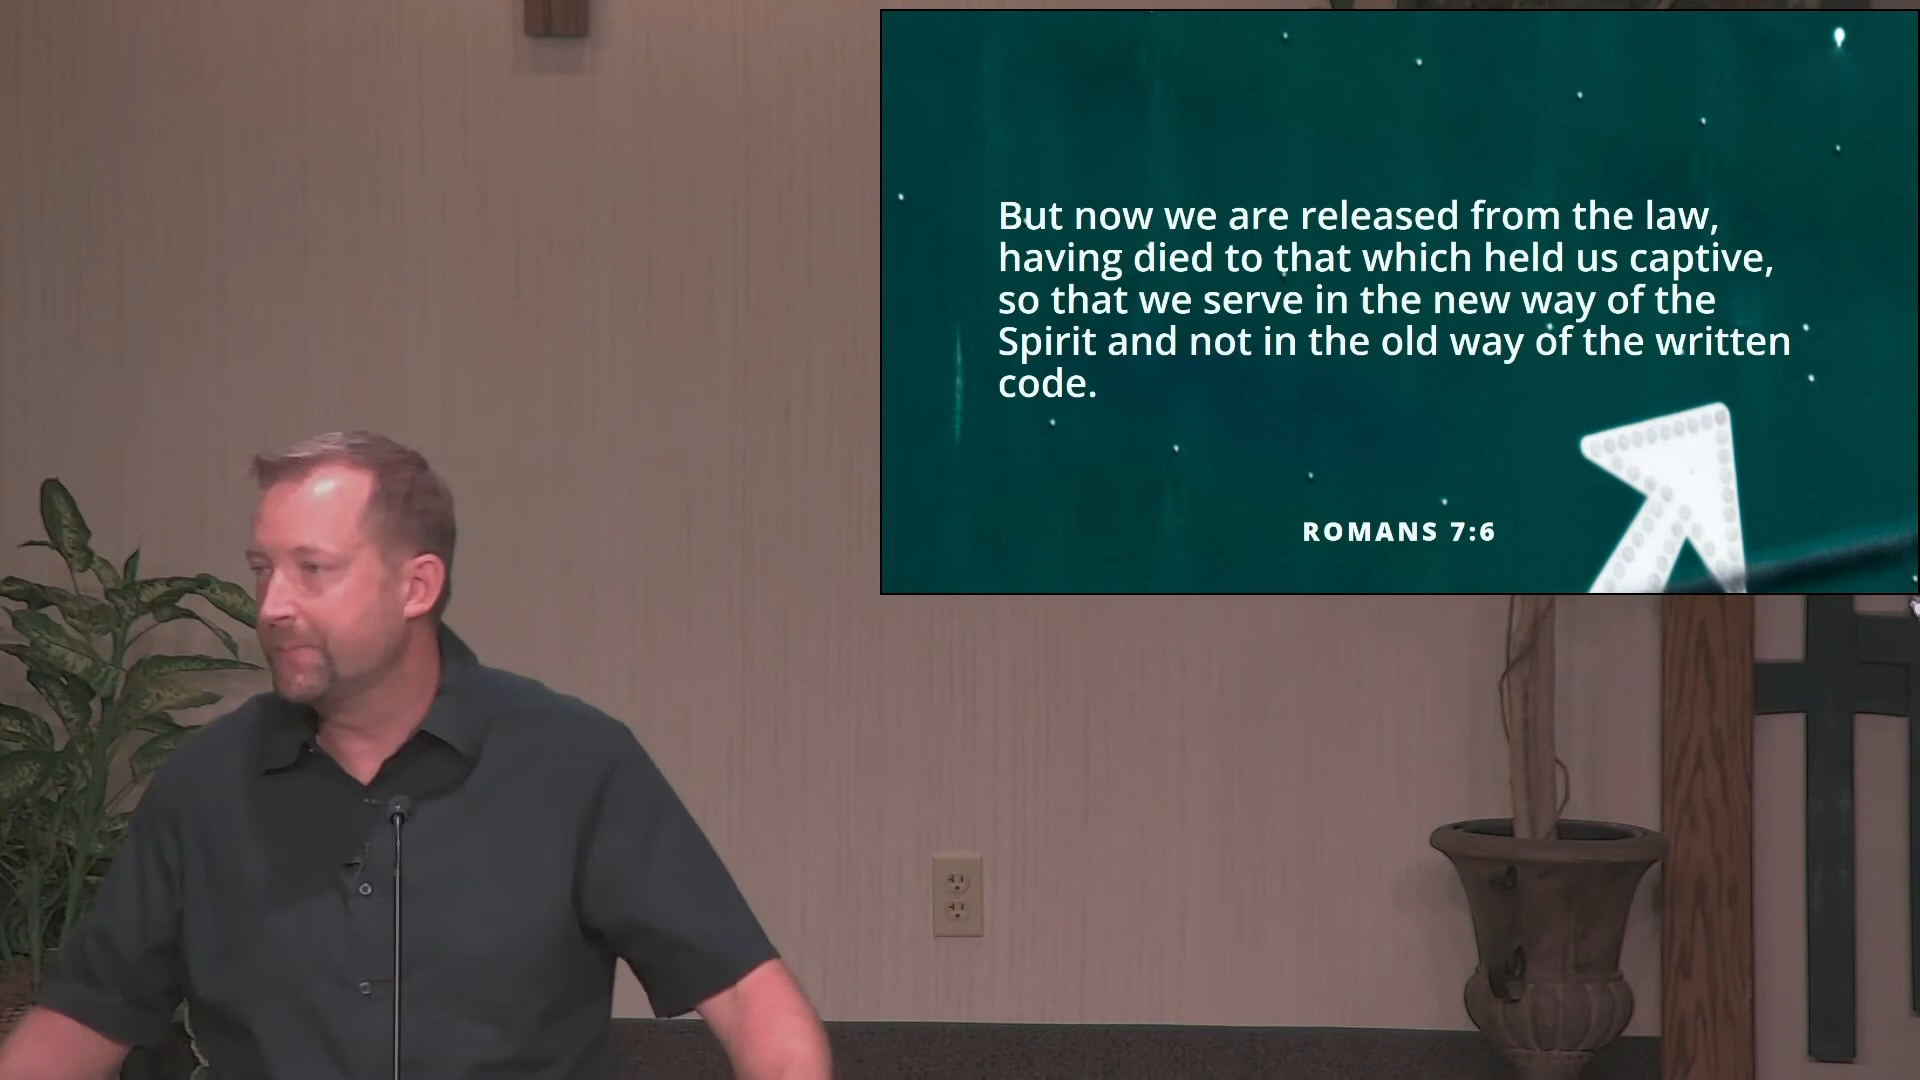 But now we are released from the law,
having died to that which held us captive,
so that we serve in the new way of the
Spirit and not in the old way of the written
code.
ROMANS 7:6